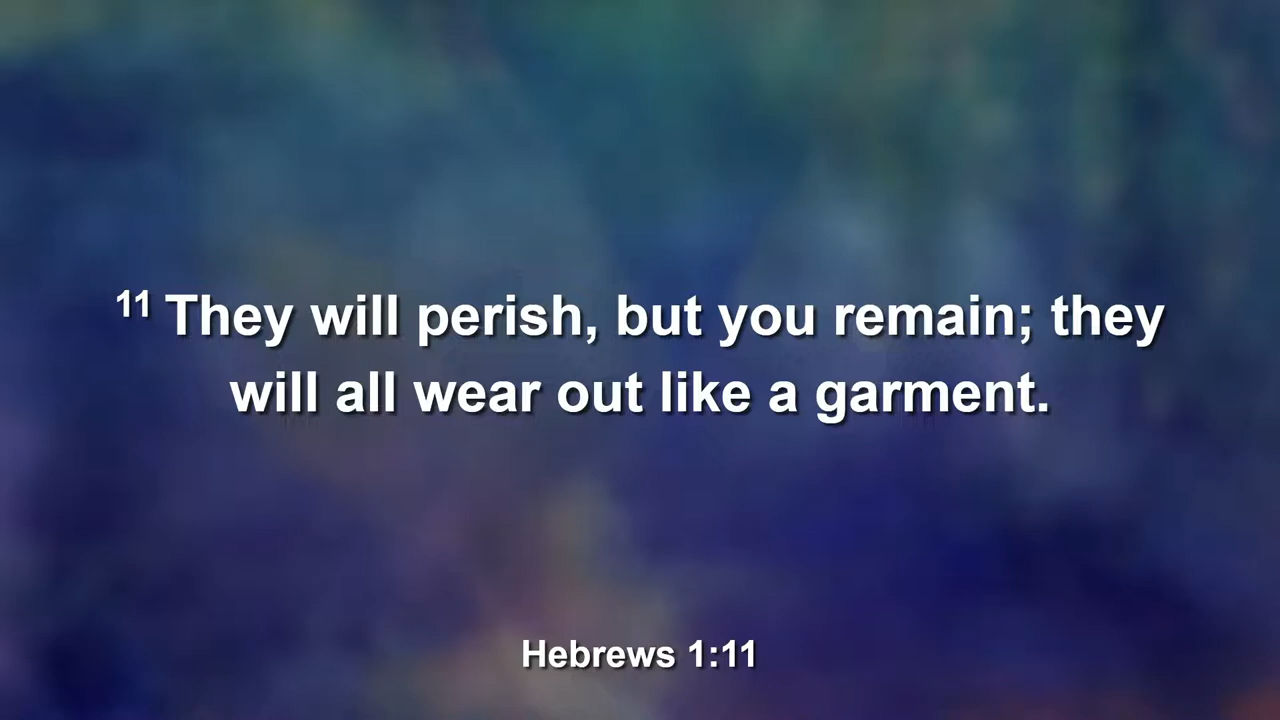 11 They will perish, but you remain; they
will all wear out like a garment.
Hebrews 1:11